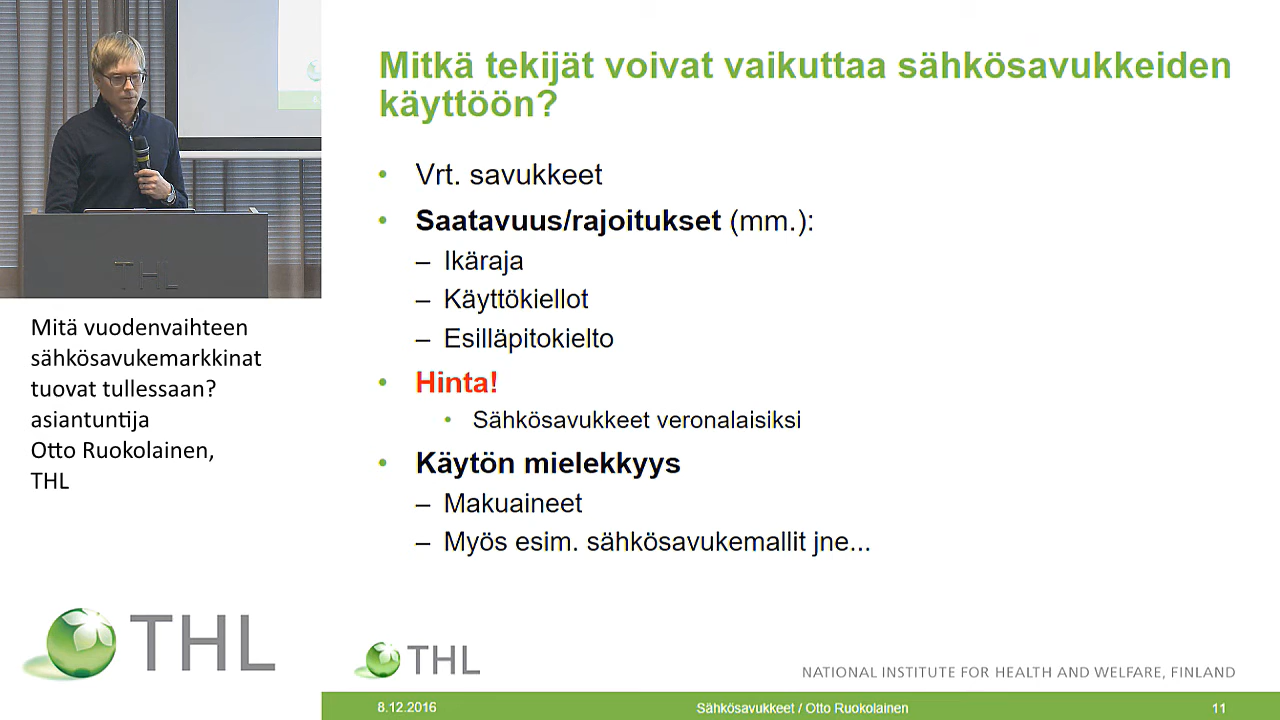 Mitkä tekijät voivat vaikuttaa sähkösavukkeiden
käyttöön?
• Vrt. savukkeet
• Saatavuus/rajoitukset (mm.):
– Ikäraja
– Käyttökiellot
– Esilläpitokielto
• Hinta!
• Sähkösavukkeet veronalaisiksi
• Käytön mielekkyys
– Makuaineet
– Myös esim. sähkösavukemallit jne...
THL
Mitä vuodenvaihteen
sähkösavukemarkkinat
tuovat tullessaan?
asiantuntija
Otto Ruokolainen,
THL
THL
THL
NATIONAL INSTITUTE FOR HEALTH AND WELFARE, FINLAND
8.12.2016
Sähkösavukkeet / Otto Ruokolainen
11